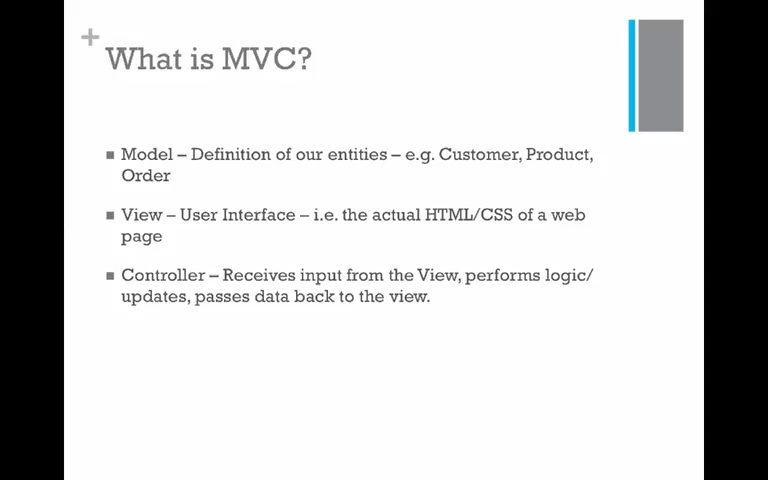 +
What is MVC?
■ Model – Definition of our entities – e.g. Customer, Product,
Order
■ View – User Interface – i.e. the actual HTML/CSS of a web
page
■ Controller – Receives input from the View, performs logic/
updates, passes data back to the view.